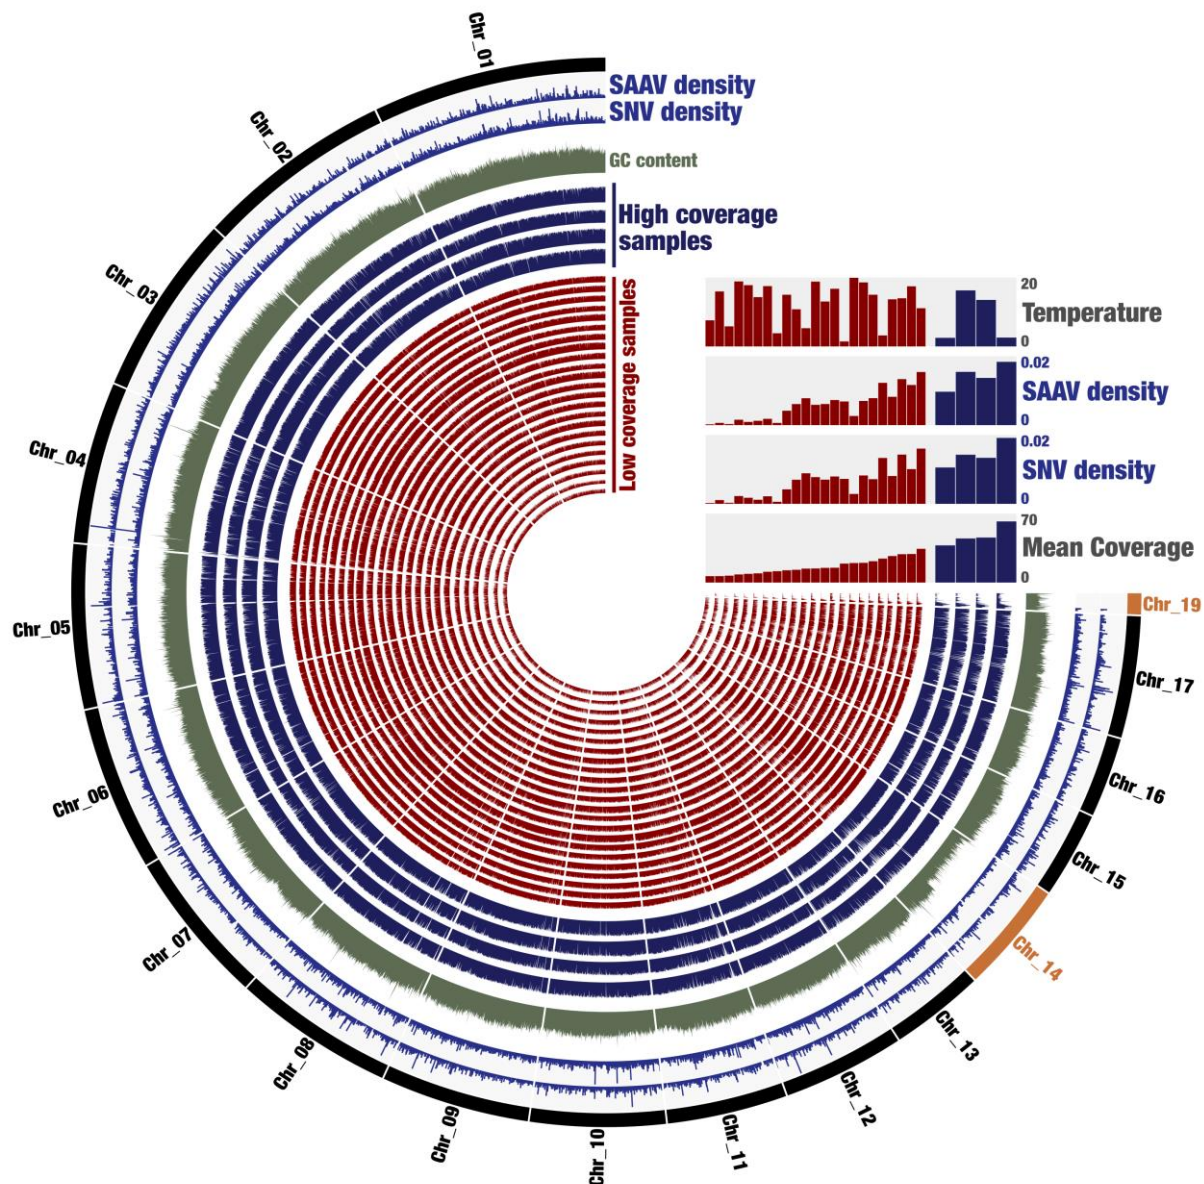 Chr_01
SAAV density
SNV density
Chr_02
GC content
High coverage
samples
Chr_03
Low coverage samples
20
Temperature
0
0.02
SAAV density
0
Chr_04
0.02
SNV density
0
70
Mean Coverage
0
Chr_19
Chr_05
Chr_17
Chr_16
Chr_06
Chr_15
Chr_07
Chr_14
Chr_13
Chr_08
Chr_12
Chr_09
Chr_11
Chr_10